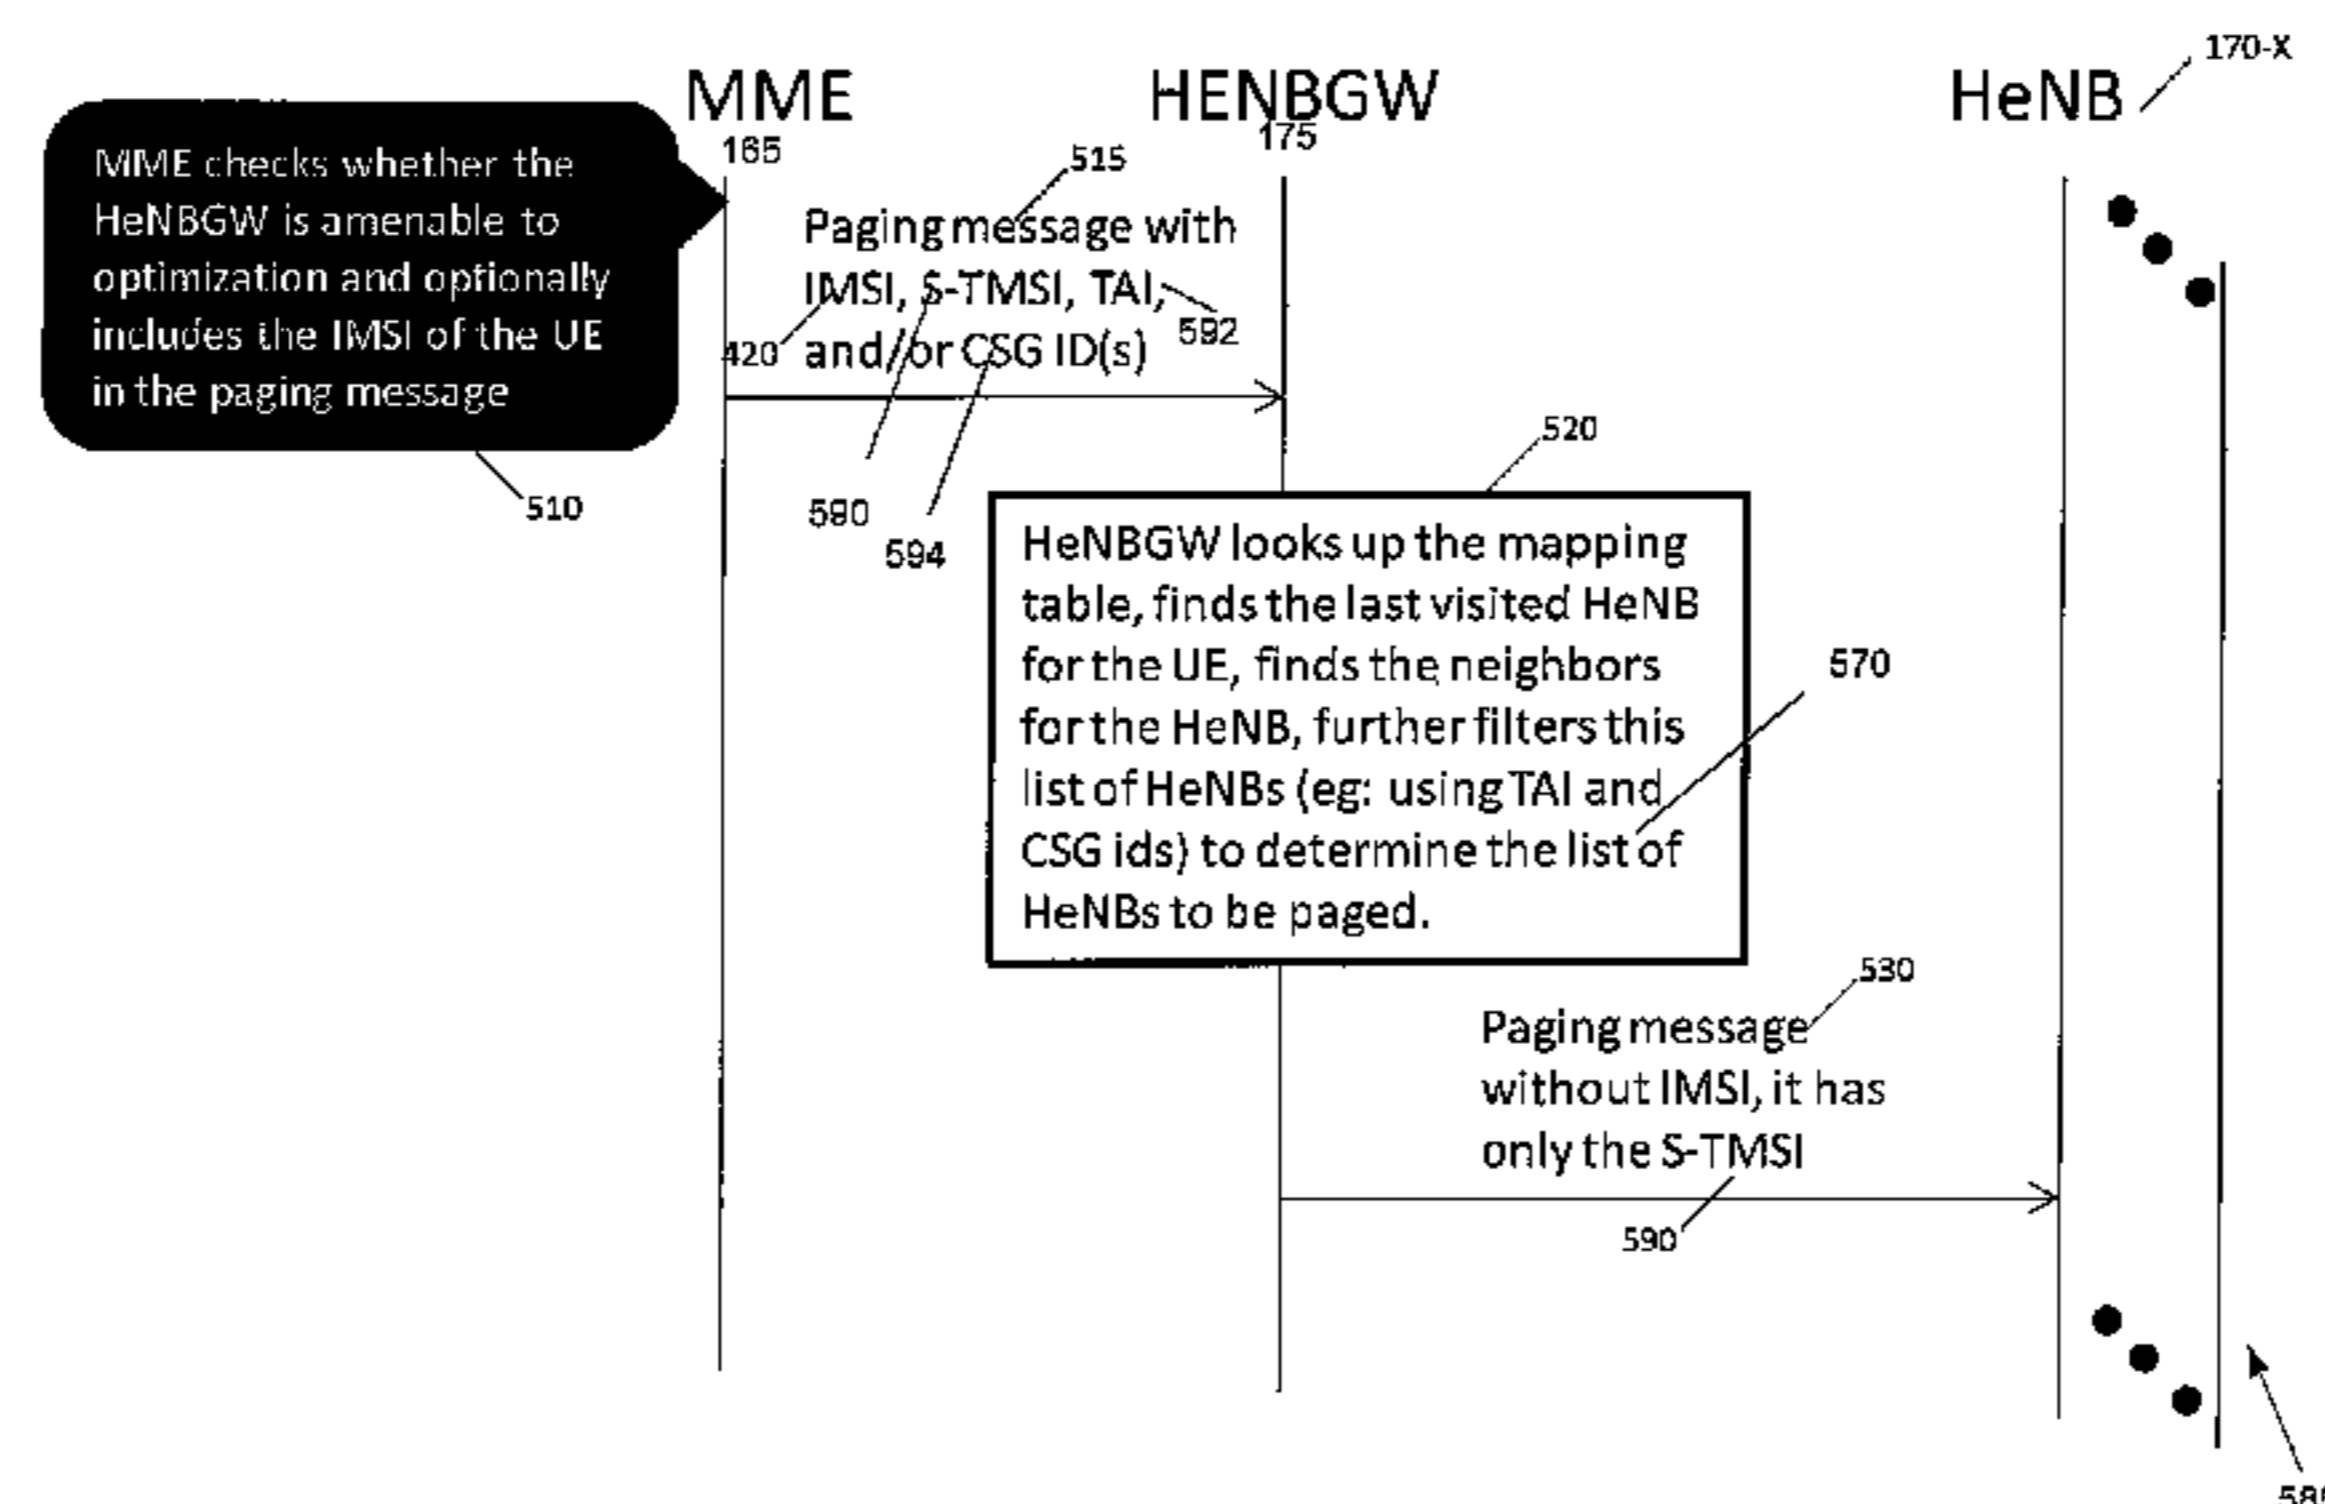 170-X
MME
HENBGW
HeNB
165
175
MME checks whether the
HeNBGW is amenable to
optimization and optionally
includes the IMSI of the UE
in the paging message
510
515
Paging message with
IMSI, S-TMSI, TAI,
and/or CSG ID(s)
420
592
590
594
520
HeNBGW looks up the mapping
table, finds the last visited HeNB
for the UE, finds the neighbors
for the HeNB, further filters this
list of HeNBs (eg: using TAI and
CSG ids) to determine the list of
HeNBs to be paged.
570
530
Paging message
without IMSI, it has
only the S-TMSI
590